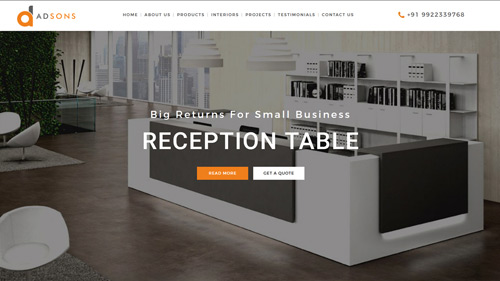 ADSONS
HOME | ABOUT US | PRODUCTS | INTERIORS | PROJECTS | TESTIMONIALS | CONTACT US
+91 9922339768
Big Returns For Small Business
RECEPTION TABLE
READ MORE
GET A QUOTE